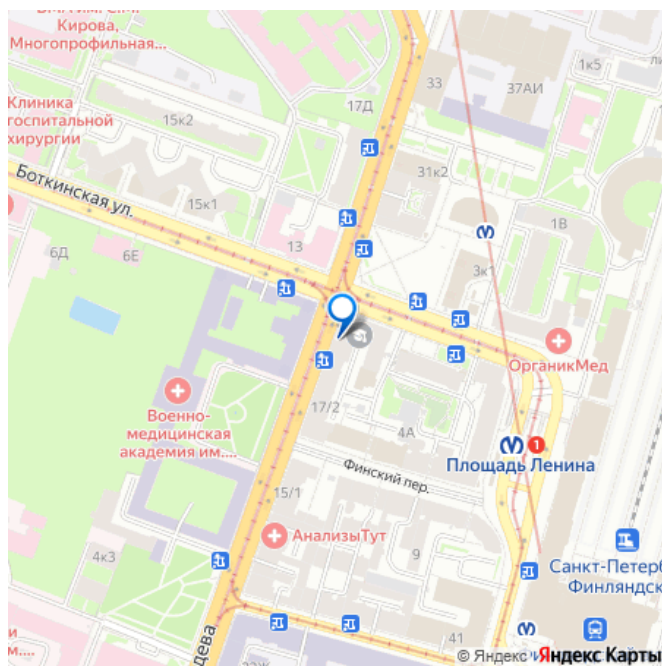 Кирова,
Многопрофильная...
Клиника
госпитальной
хирургии
15к2
17Д
33
37АИ
1к5
31к2
Боткинская ул.
15к1
13
6Д
6Е
1В
3к1
ОрганикМед
Военно-
медицинская
академия им....
17/2
4А
1
Площадь Ленина
Финский пер.
15/1
АнализыТут
4к3
9
Санкт-Петерб
Финляндск
41
© Яндекс
Яндекс Карты